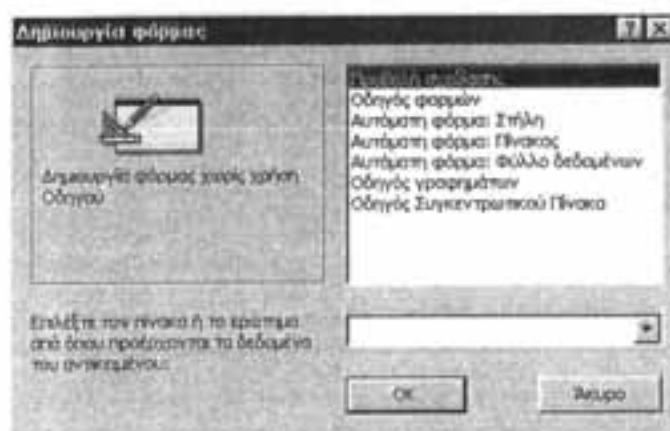 Δημιουργία φόρμας
Προβολή σχεδίασης
Οδηγός φορμών
Αυτόματη φόρμα: Στήλη
Αυτόματη φόρμα: Πίνακας
Αυτόματη φόρμα: Φύλλο δεδομένων
Οδηγός γραφημάτων
Οδηγός Συγκεντρωτικού Πίνακα
Δημιουργία φόρμας χωρίς χρήση
Οδηγού
Επιλέξτε τον πίνακα ή το ερώτημα
από όπου προέρχονται τα δεδομένα
του αντικειμένου:
OK
Άκυρο